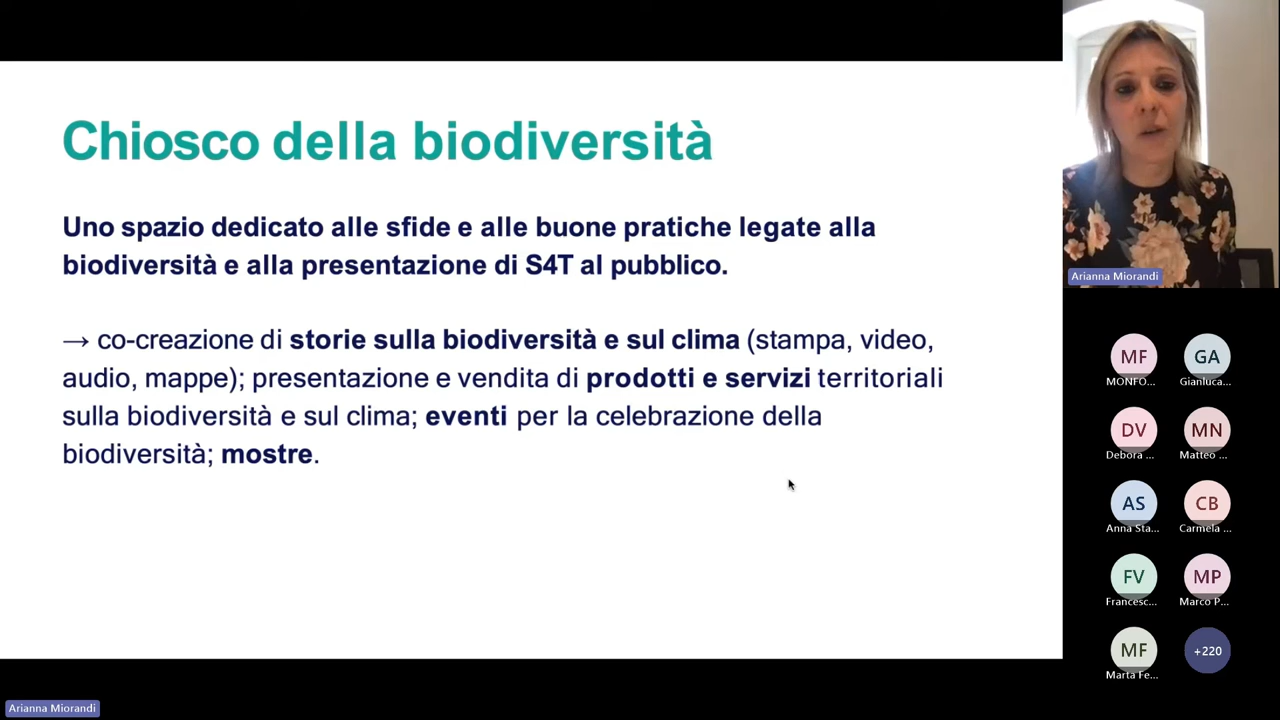 Chiosco della biodiversità
Uno spazio dedicato alle sfide e alle buone pratiche legate alla
biodiversità e alla presentazione di S4T al pubblico.
→ co-creazione di storie sulla biodiversità e sul clima (stampa, video,
audio, mappe); presentazione e vendita di prodotti e servizi territoriali
sulla biodiversità e sul clima; eventi per la celebrazione della
biodiversità; mostre.
Arianna Miorandi
MF GA
MONFO... Gianluca...
DV MN
Debora ... Matteo ...
AS CB
Anna Sta... Carmela ...
FV MP
Francesc... Marco P...
MF +220
Marta Fe...
Arianna Miorandi